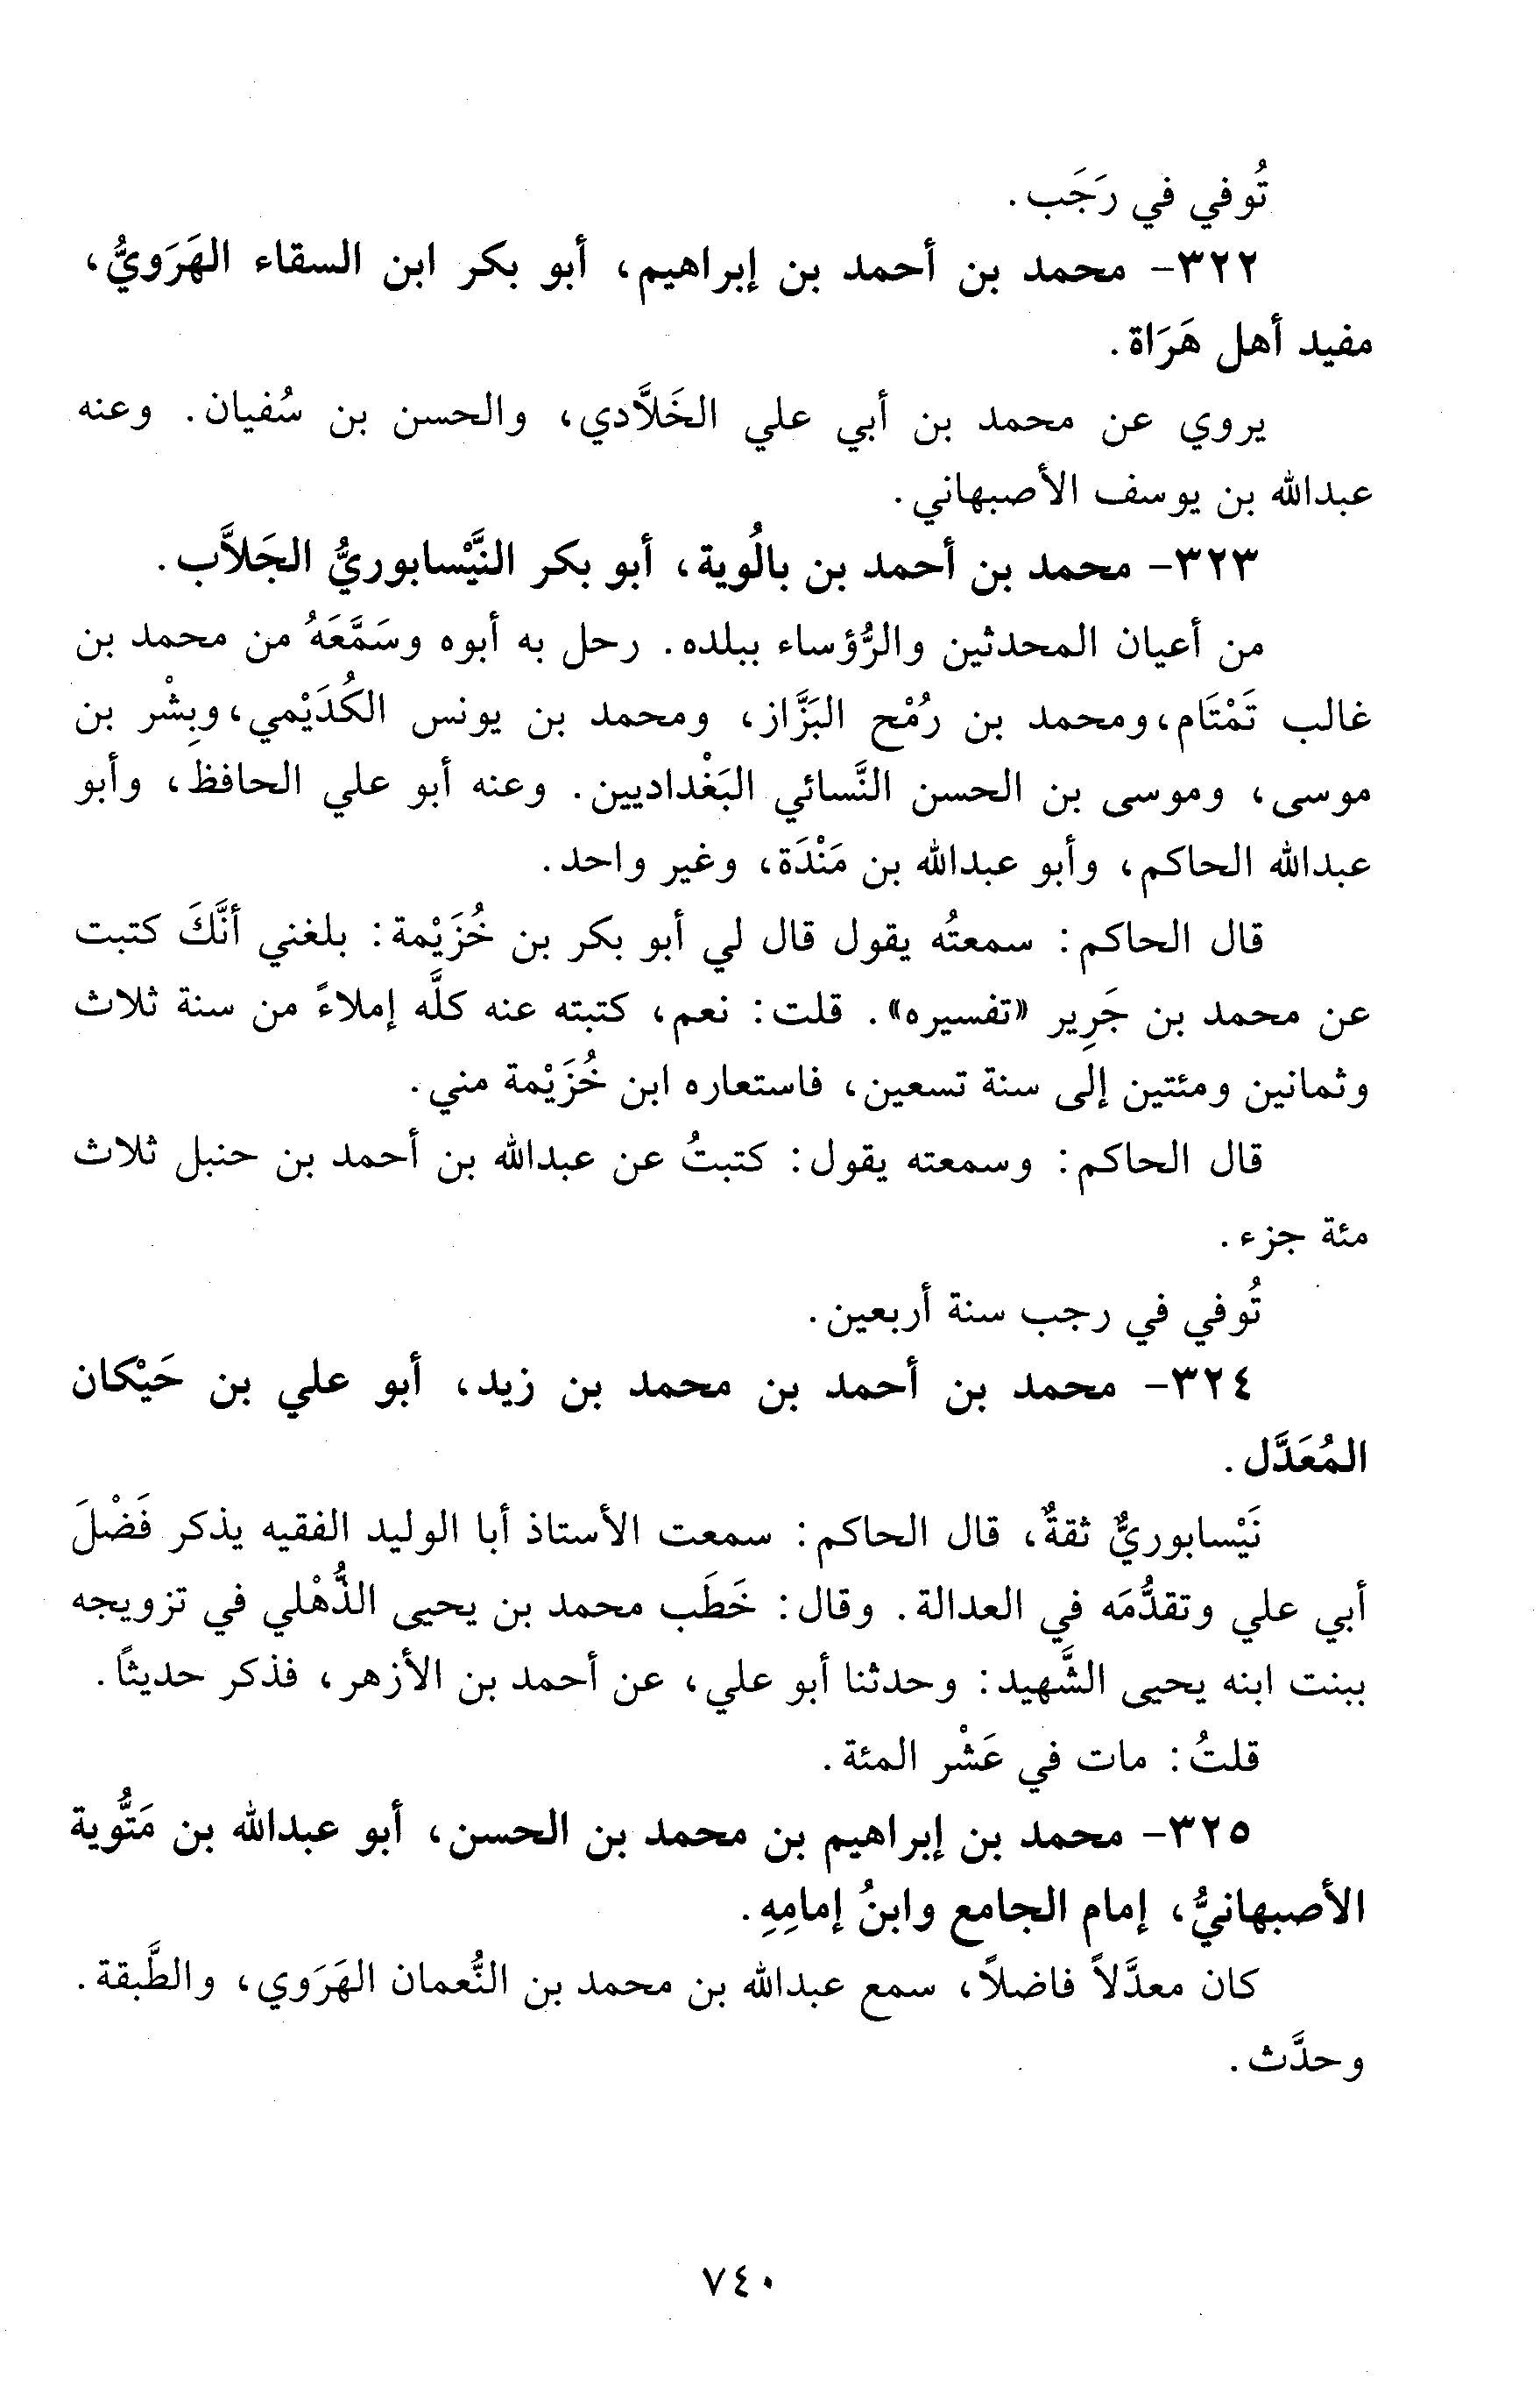 تُوفي في رَجَب.
٣٢٢- محمد بن أحمد بن إبراهيم، أبو بكر ابن السقاء الهَرَويُّ،
مفيد أهل هَرَاة.
يروي عن محمد بن أبي علي الخَلاَّدي، والحسن بن سُفيان. وعنه
عبدالله بن يوسف الأصبهاني.
٣٢٣- محمد بن أحمد بن بالُوية، أبو بكر النَّيْسابوريُّ الجَلاَّب.
من أعيان المحدثين والرُّؤساء ببلده. رحل به أبوه وسَمَّعَهُ من محمد بن
غالب تَمْتَام، ومحمد بن رُمْح البَزَّاز، ومحمد بن يونس الكُدَيْمي، وبِشْر بن
موسى، وموسى بن الحسن النَّسائي البَغْداديين. وعنه أبو علي الحافظ، وأبو
عبدالله الحاكم، وأبو عبدالله بن مَنْدَة، وغير واحد.
قال الحاكم: سمعتُه يقول قال لي أبو بكر بن خُزَيْمة: بلغني أنَّكَ كتبت
عن محمد بن جَرِير «تفسيره». قلت: نعم، كتبته عنه كلَّه إملاءً من سنة ثلاث
وثمانين ومئتين إلى سنة تسعين، فاستعاره ابن خُزَيْمة مني.
قال الحاكم: وسمعته يقول: كتبتُ عن عبدالله بن أحمد بن حنبل ثلاث
مئة جزء.
تُوفي في رجب سنة أربعين.
٣٢٤- محمد بن أحمد بن محمد بن زيد، أبو علي بن حَيْكان
المُعَدَّل.
نَيْسابوريٌّ ثقةٌ، قال الحاكم: سمعت الأستاذ أبا الوليد الفقيه يذكر فَضْلَ
أبي علي وتقدُّمَه في العدالة. وقال: خَطَب محمد بن يحيى الذُّهْلي في تزويجه
ببنت ابنه يحيى الشَّهيد: وحدثنا أبو علي، عن أحمد بن الأزهر، فذكر حديثاً.
قلتُ: مات في عَشْر المئة.
٣٢٥- محمد بن إبراهيم بن محمد بن الحسن، أبو عبدالله بن مَتُّوية
الأصبهانيُّ، إمام الجامع وابنُ إمامِهِ.
كان معدَّلاً فاضلاً، سمع عبدالله بن محمد بن النُّعمان الهَرَوي، والطَّبقة.
وحدَّث.
٧٤٠